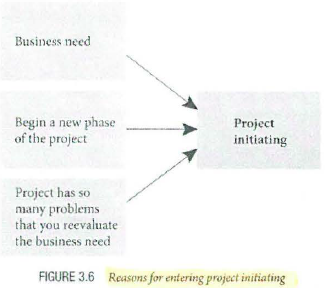 Business need
Begin a new phase
of the project
Project
initiating
Project has so
many problems
that you reevaluate
the business need
FIGURE 3.6 Reasons for entering project initiating